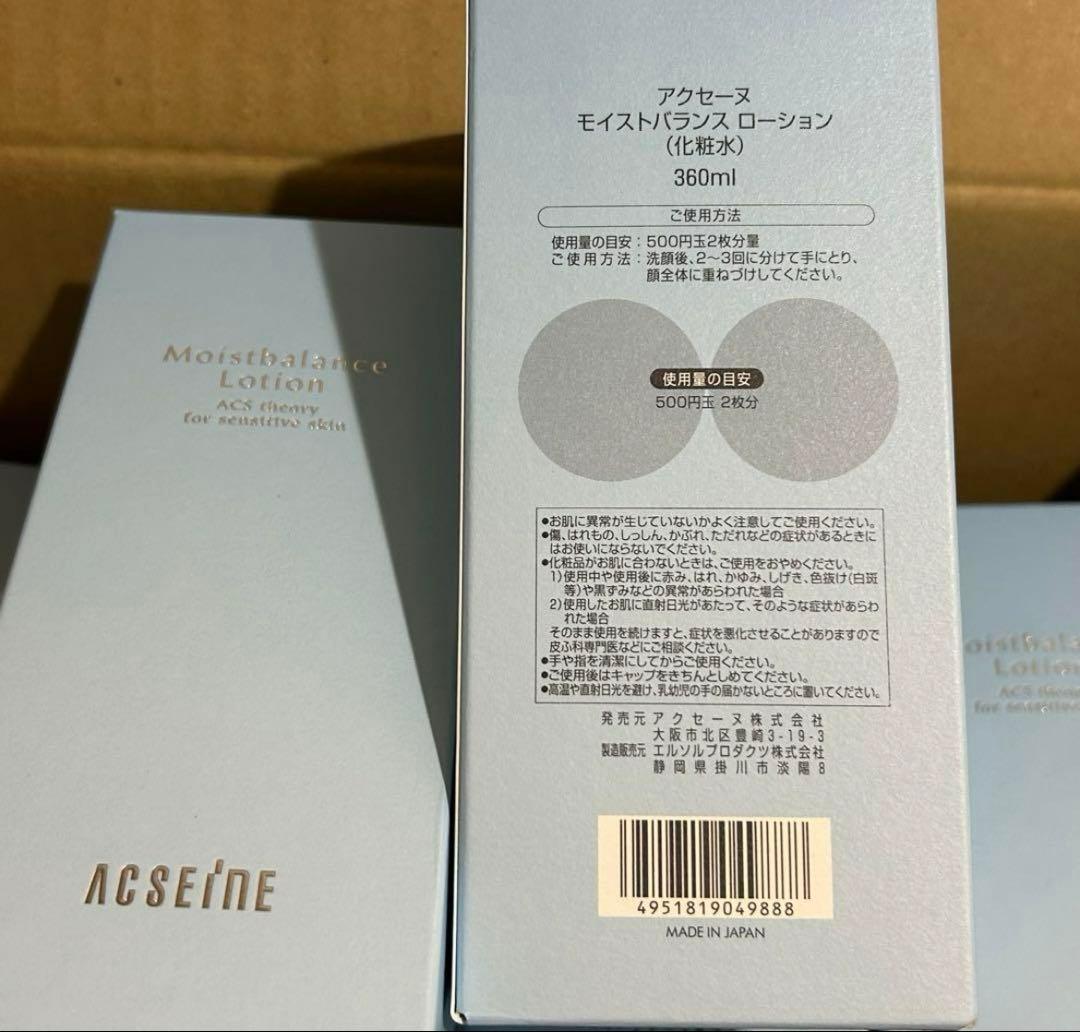 Moistbalance
Lotion
ACS theory
for sensitive skin
ACSEINE
アクセーヌ
モイストバランス ローション
(化粧水)
360ml
ご使用方法
使用量の目安：500円玉2枚分量
ご使用方法：洗顔後、2〜3回に分けて手にとり、
顔全体に重ねづけしてください。
使用量の目安
500円玉 2枚分
●お肌に異常が生じていないかよく注意してご使用ください。
●傷、はれもの、しっしん、かぶれ、ただれなどの症状があるときに
はお使いにならないでください。
●化粧品がお肌に合わないときは、ご使用をおやめください。
1)使用中や使用後に赤み、はれ、かゆみ、しげき、色抜け(白斑
等)や黒ずみなどの異常があらわれた場合
2)使用したお肌に直射日光があたって、そのような症状があらわ
れた場合
そのまま使用を続けますと、症状を悪化させることがありますので
皮ふ科専門医などにご相談ください。
●手や指を清潔にしてからご使用ください。
●ご使用後はキャップをきちんとしめてください。
●高温や直射日光を避け、乳幼児の手の届かないところに置いてください。
発売元 アクセーヌ株式会社
大阪市北区豊崎3-19-3
製造販売元 エルソルプロダクツ株式会社
静岡県掛川市淡陽8
4951819049888
MADE IN JAPAN
oistbala
Lotion
ACS theo
for sensitive